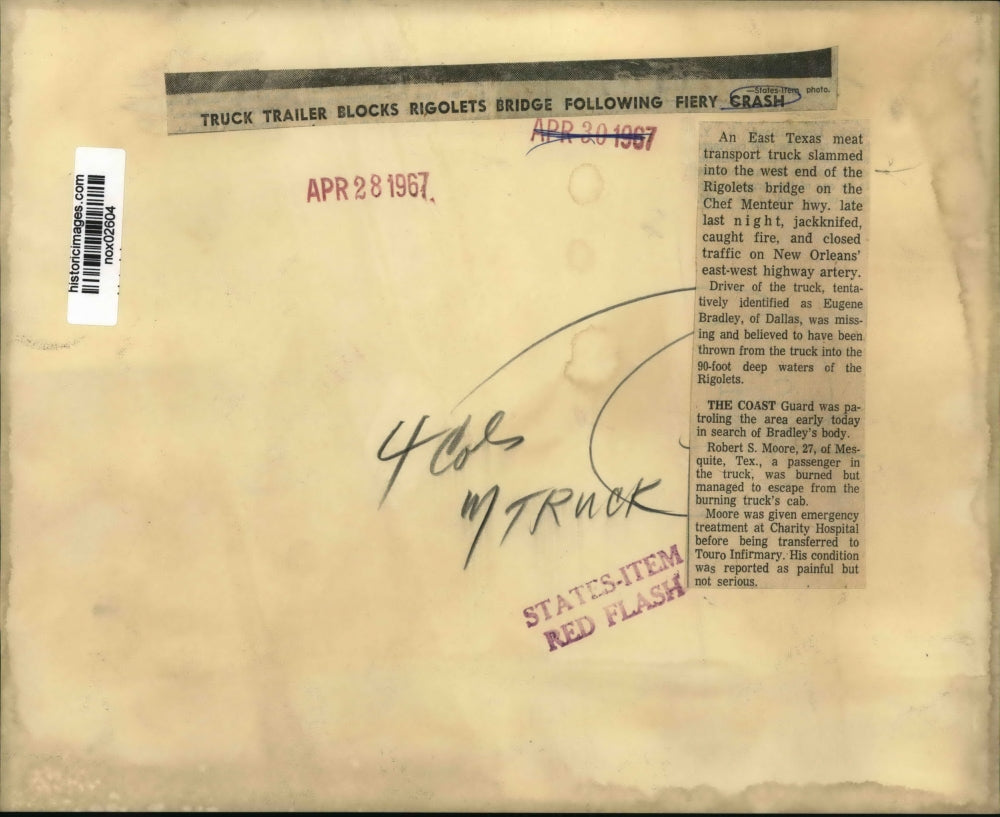 —States-Item photo.
TRUCK TRAILER BLOCKS RIGOLETS BRIDGE FOLLOWING FIERY CRASH
APR 30 1967
APR 28 1967
historicimages.com
nox02604
An East Texas meat
transport truck slammed
into the west end of the
Rigolets bridge on the
Chef Menteur hwy. late
last night, jackknifed,
caught fire, and closed
traffic on New Orleans'
east-west highway artery.
Driver of the truck, tenta-
tively identified as Eugene
Bradley, of Dallas, was miss-
ing and believed to have been
thrown from the truck into the
90-foot deep waters of the
Rigolets.
THE COAST Guard was pa-
troling the area early today
in search of Bradley's body.
Robert S. Moore, 27, of Mes-
quite, Tex., a passenger in
the truck, was burned but
managed to escape from the
burning truck's cab.
Moore was given emergency
treatment at Charity Hospital
before being transferred to
Touro Infirmary. His condition
was reported as painful but
not serious.
4 Cols
M TRUCK
STATES-ITEM
RED FLASH